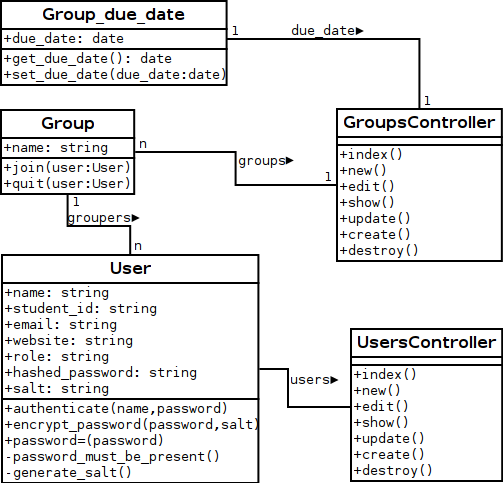 Group_due_date
+due_date: date
+get_due_date(): date
+set_due_date(due_date:date)
1
due_date
1
Group
+name: string
+join(user:User)
+quit(user:User)
n
groups
1
GroupsController
+index()
+new()
+edit()
+show()
+update()
+create()
+destroy()
1
groupers
n
User
+name: string
+student_id: string
+email: string
+website: string
+role: string
+hashed_password: string
+salt: string
+authenticate(name,password)
+encrypt_password(password,salt)
+password=(password)
-password_must_be_present()
-generate_salt()
users
UsersController
+index()
+new()
+edit()
+show()
+update()
+create()
+destroy()